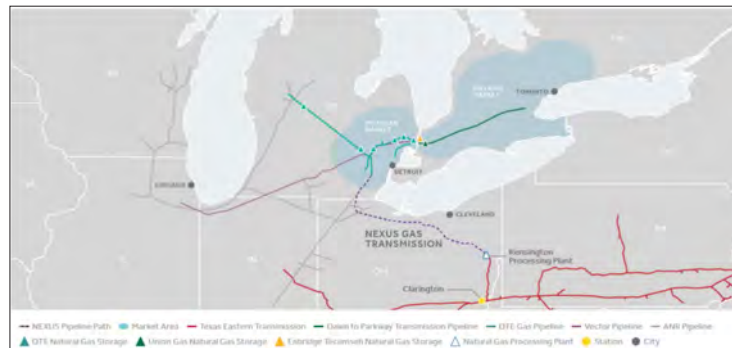 TORONTO
MICHIGAN
MARKET
DETROIT
CHICAGO
CLEVELAND
NEXUS GAS
TRANSMISSION
Kensington
Processing Plant
Clarington
NEXUS Pipeline Path Market Area Texas Eastern Transmission Dawn to Parkway Transmission Pipeline DTE Gas Pipeline Vector Pipeline ANR Pipeline
DTE Natural Gas Storage Union Gas Natural Gas Storage Enbridge Tecumseh Natural Gas Storage Natural Gas Processing Plant Station City